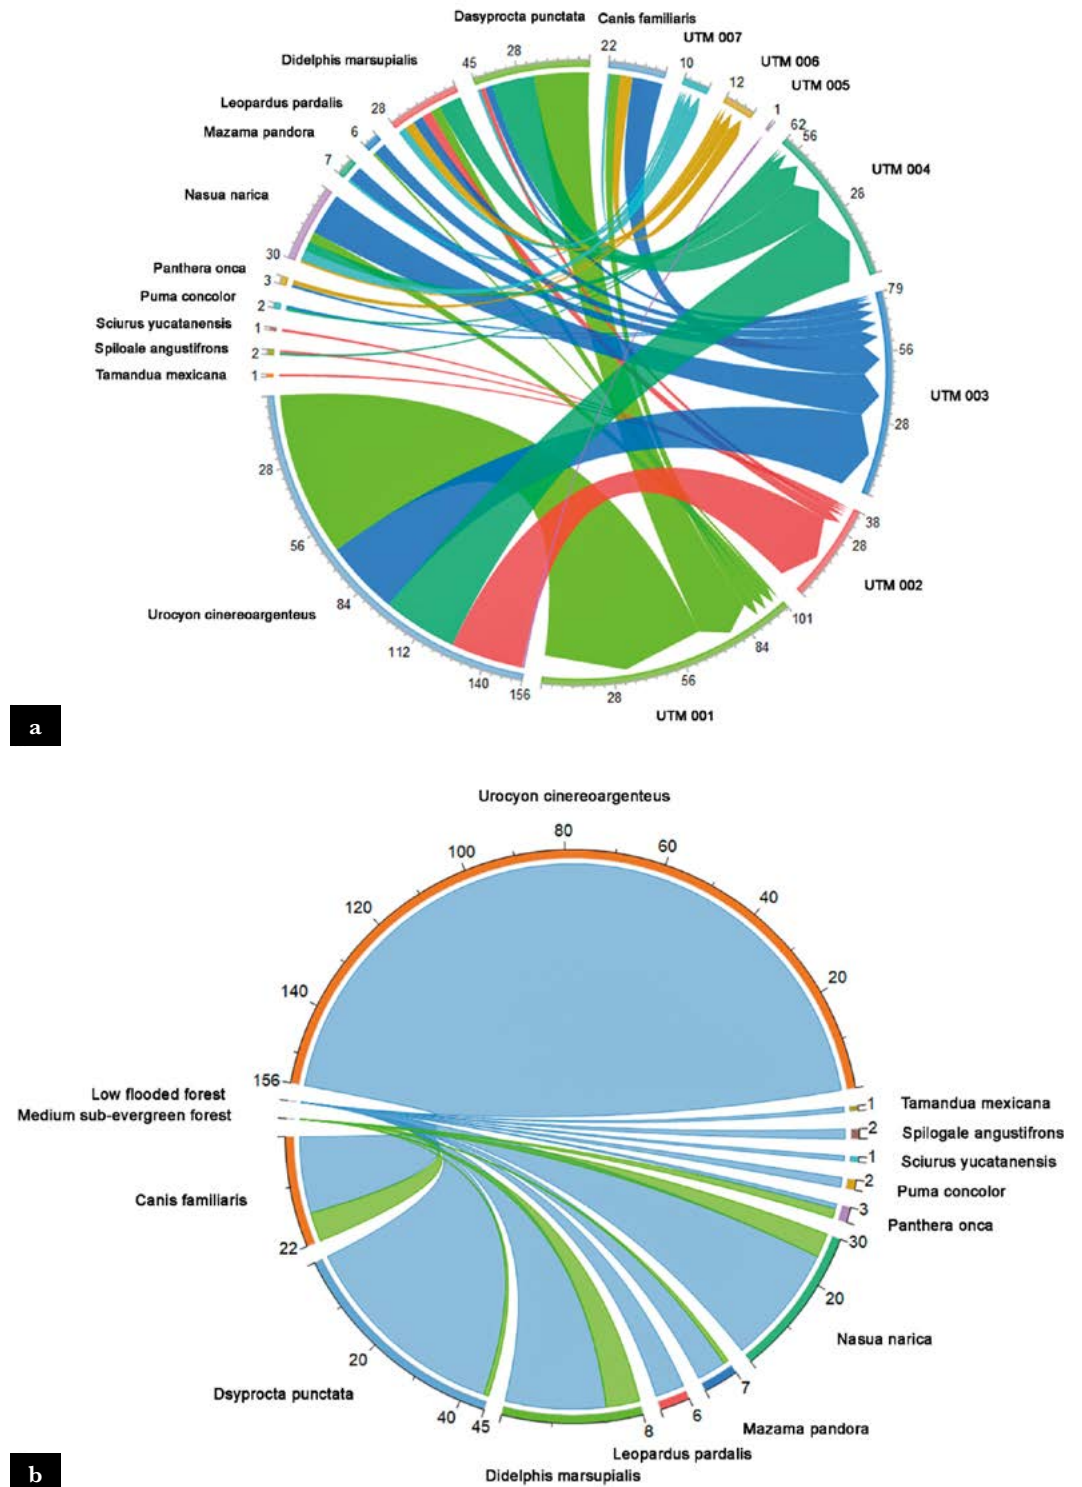 Dasyprocta punctata
Canis familiaris
UTM 007
UTM 006
UTM 005
UTM 004
UTM 003
UTM 002
UTM 001
Didelphis marsupialis
Leopardus pardalis
Mazama pandora
Nasua narica
Panthera onca
Puma concolor
Sciurus yucatanensis
Spiloale angustifrons
Tamandua mexicana
Urocyon cinereoargenteus
45
28
22
10
12
1
62
56
28
79
56
28
38
28
101
84
56
28
156
140
112
84
56
28
1
2
1
2
3
30
7
6
28
a
Urocyon cinereoargenteus
80
60
40
20
100
120
140
156
Low flooded forest
Medium sub-evergreen forest
Canis familiaris
22
Dsyprocta punctata
20
40
45
Didelphis marsupialis
8
Leopardus pardalis
6
Mazama pandora
7
Nasua narica
20
30
Panthera onca
3
Puma concolor
2
Sciurus yucatanensis
1
Spilogale angustifrons
2
Tamandua mexicana
1
b